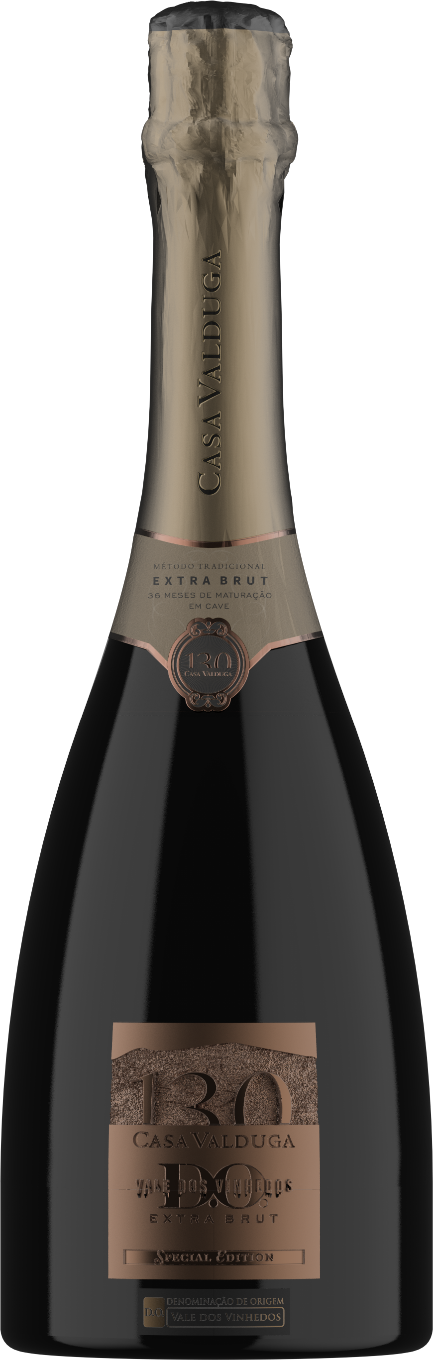 CASA VALDUGA
MÉTODO TRADICIONAL
EXTRA BRUT
36 MESES DE MATURAÇÃO
EM CAVE
130
CASA VALDUGA
130
CASA VALDUGA
D.O.
VALE DOS VINHEDOS
EXTRA BRUT
SPECIAL EDITION
D.O.
DENOMINAÇÃO DE ORIGEM
VALE DOS VINHEDOS